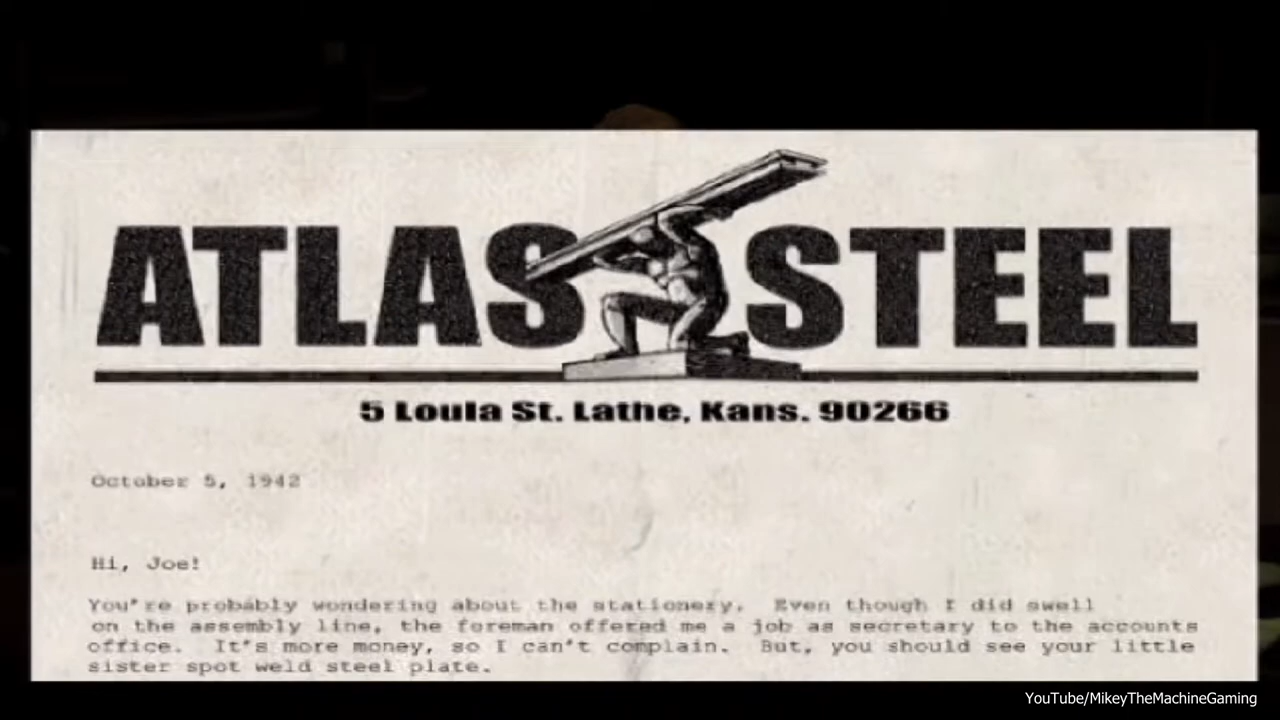 ATLAS STEEL
5 Loula St. Lathe, Kans. 90266
October 5, 1942
Hi, Joe!
You're probably wondering about the stationery. Even though I did swell
on the assembly line, the foreman offered me a job as secretary to the accounts
office. It's more money, so I can't complain. But, you should see your little
sister spot weld steel plate.
YouTube/MikeyTheMachineGaming